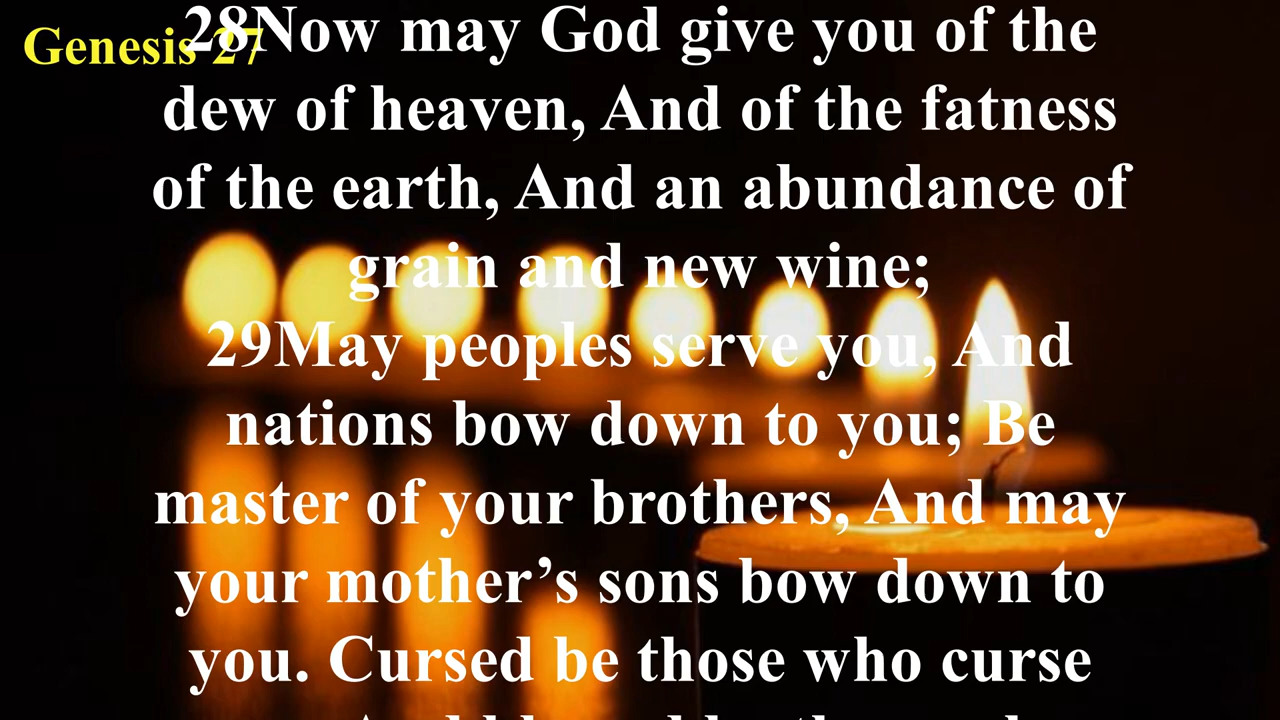 Genesis 27
28Now may God give you of the
dew of heaven, And of the fatness
of the earth, And an abundance of
grain and new wine;
29May peoples serve you, And
nations bow down to you; Be
master of your brothers, And may
your mother’s sons bow down to
you. Cursed be those who curse